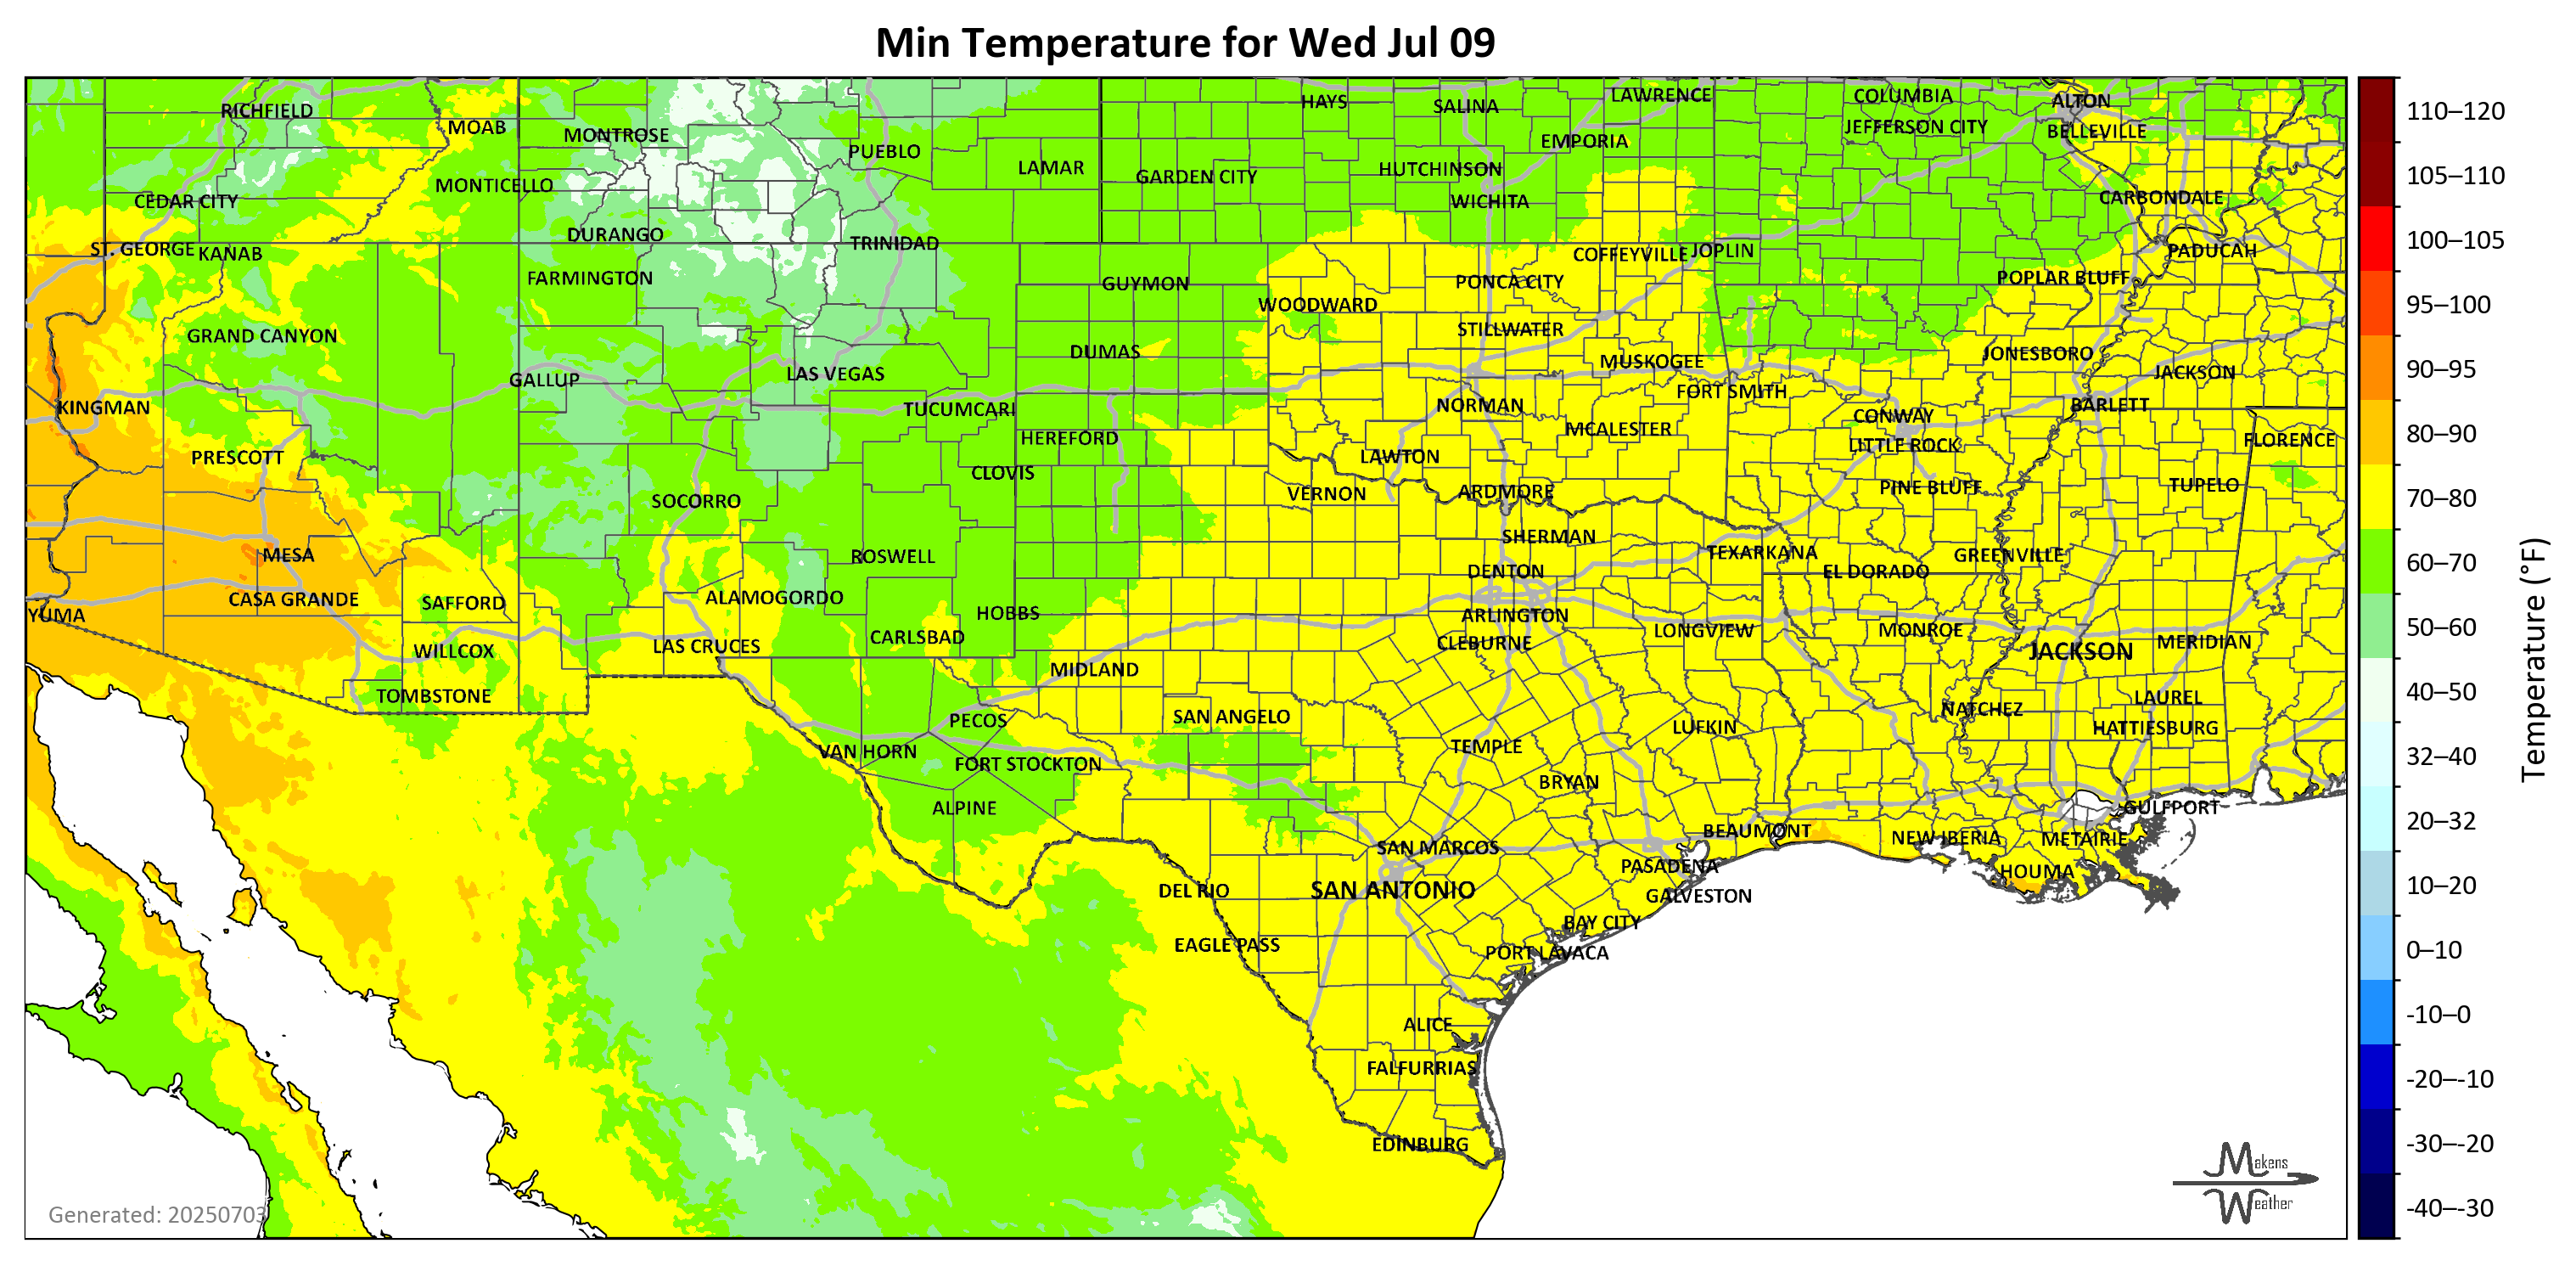 Min Temperature for Wed Jul 09
RICHFIELD
MOAB
MONTROSE
PUEBLO
LAMAR
HAYS
SALINA
LAWRENCE
COLUMBIA
ALTON
JEFFERSON CITY
BELLEVILLE
EMPORIA
HUTCHINSON
GARDEN CITY
MONTICELLO
CEDAR CITY
WICHITA
CARBONDALE
DURANGO
TRINIDAD
ST. GEORGE
KANAB
COFFEYVILLE
JOPLIN
PADUCAH
FARMINGTON
GUYMON
PONCA CITY
POPLAR BLUFF
WOODWARD
GRAND CANYON
STILLWATER
DUMAS
MUSKOGEE
JONESBORO
GALLUP
LAS VEGAS
JACKSON
FORT SMITH
KINGMAN
TUCUMCARI
NORMAN
BARLETT
CONWAY
MCALESTER
HEREFORD
LITTLE ROCK
FLORENCE
PRESCOTT
LAWTON
CLOVIS
PINE BLUFF
TUPELO
SOCORRO
VERNON
ARDMORE
SHERMAN
MESA
ROSWELL
TEXARKANA
GREENVILLE
DENTON
EL DORADO
CASA GRANDE
SAFFORD
ALAMOGORDO
HOBBS
YUMA
ARLINGTON
CARLSBAD
CLEBURNE
LONGVIEW
MONROE
MERIDIAN
WILLCOX
LAS CRUCES
JACKSON
MIDLAND
TOMBSTONE
LAUREL
NATCHEZ
PECOS
SAN ANGELO
LUFKIN
HATTIESBURG
VAN HORN
FORT STOCKTON
TEMPLE
BRYAN
ALPINE
GULFPORT
BEAUMONT
NEW IBERIA
METAIRIE
SAN MARCOS
PASADENA
HOUMA
DEL RIO
SAN ANTONIO
GALVESTON
BAY CITY
EAGLE PASS
PORT LAVACA
ALICE
FALFURRIAS
EDINBURG
Generated: 20250703
Makens
Weather
110–120
105–110
100–105
95–100
90–95
80–90
70–80
60–70
50–60
40–50
32–40
20–32
10–20
0–10
-10–0
-20–-10
-30–-20
-40–-30
Temperature (°F)